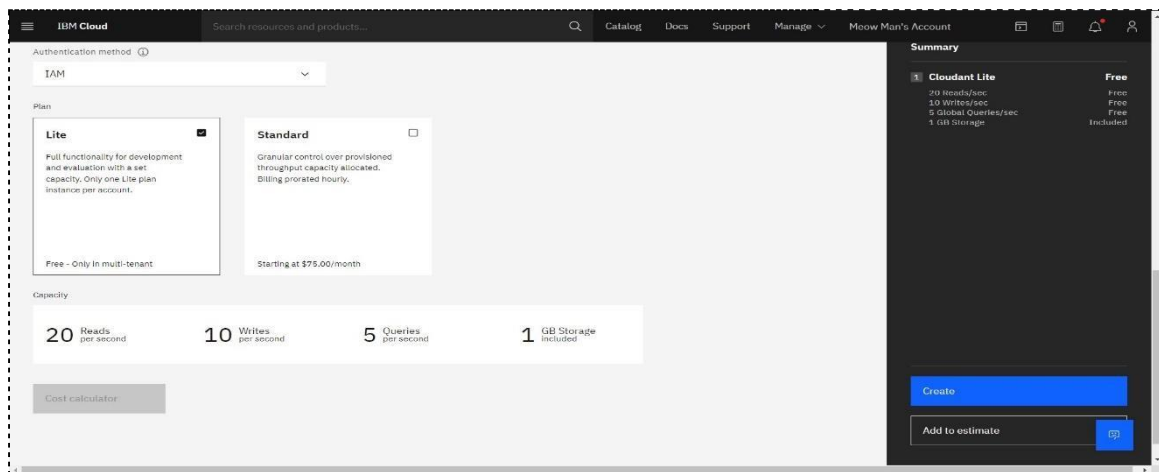 IBM Cloud
Search resources and products...
Catalog
Docs
Support
Manage
Meow Man's Account
Authentication method
IAM
Plan
Lite
Full functionality for development
and evaluation with a set
capacity. Only one Lite plan
instance per account.
Free - Only in multi-tenant
Standard
Granular control over provisioned
throughput capacity allocated.
Billing prorated hourly.
Starting at $75.00/month
Capacity
20 Reads per second
10 Writes per second
5 Queries per second
1 GB Storage included
Cost calculator
Summary
1 Cloudant Lite Free
20 Reads/sec Free
10 Writes/sec Free
5 Global Queries/sec Free
1 GB Storage Included
Create
Add to estimate